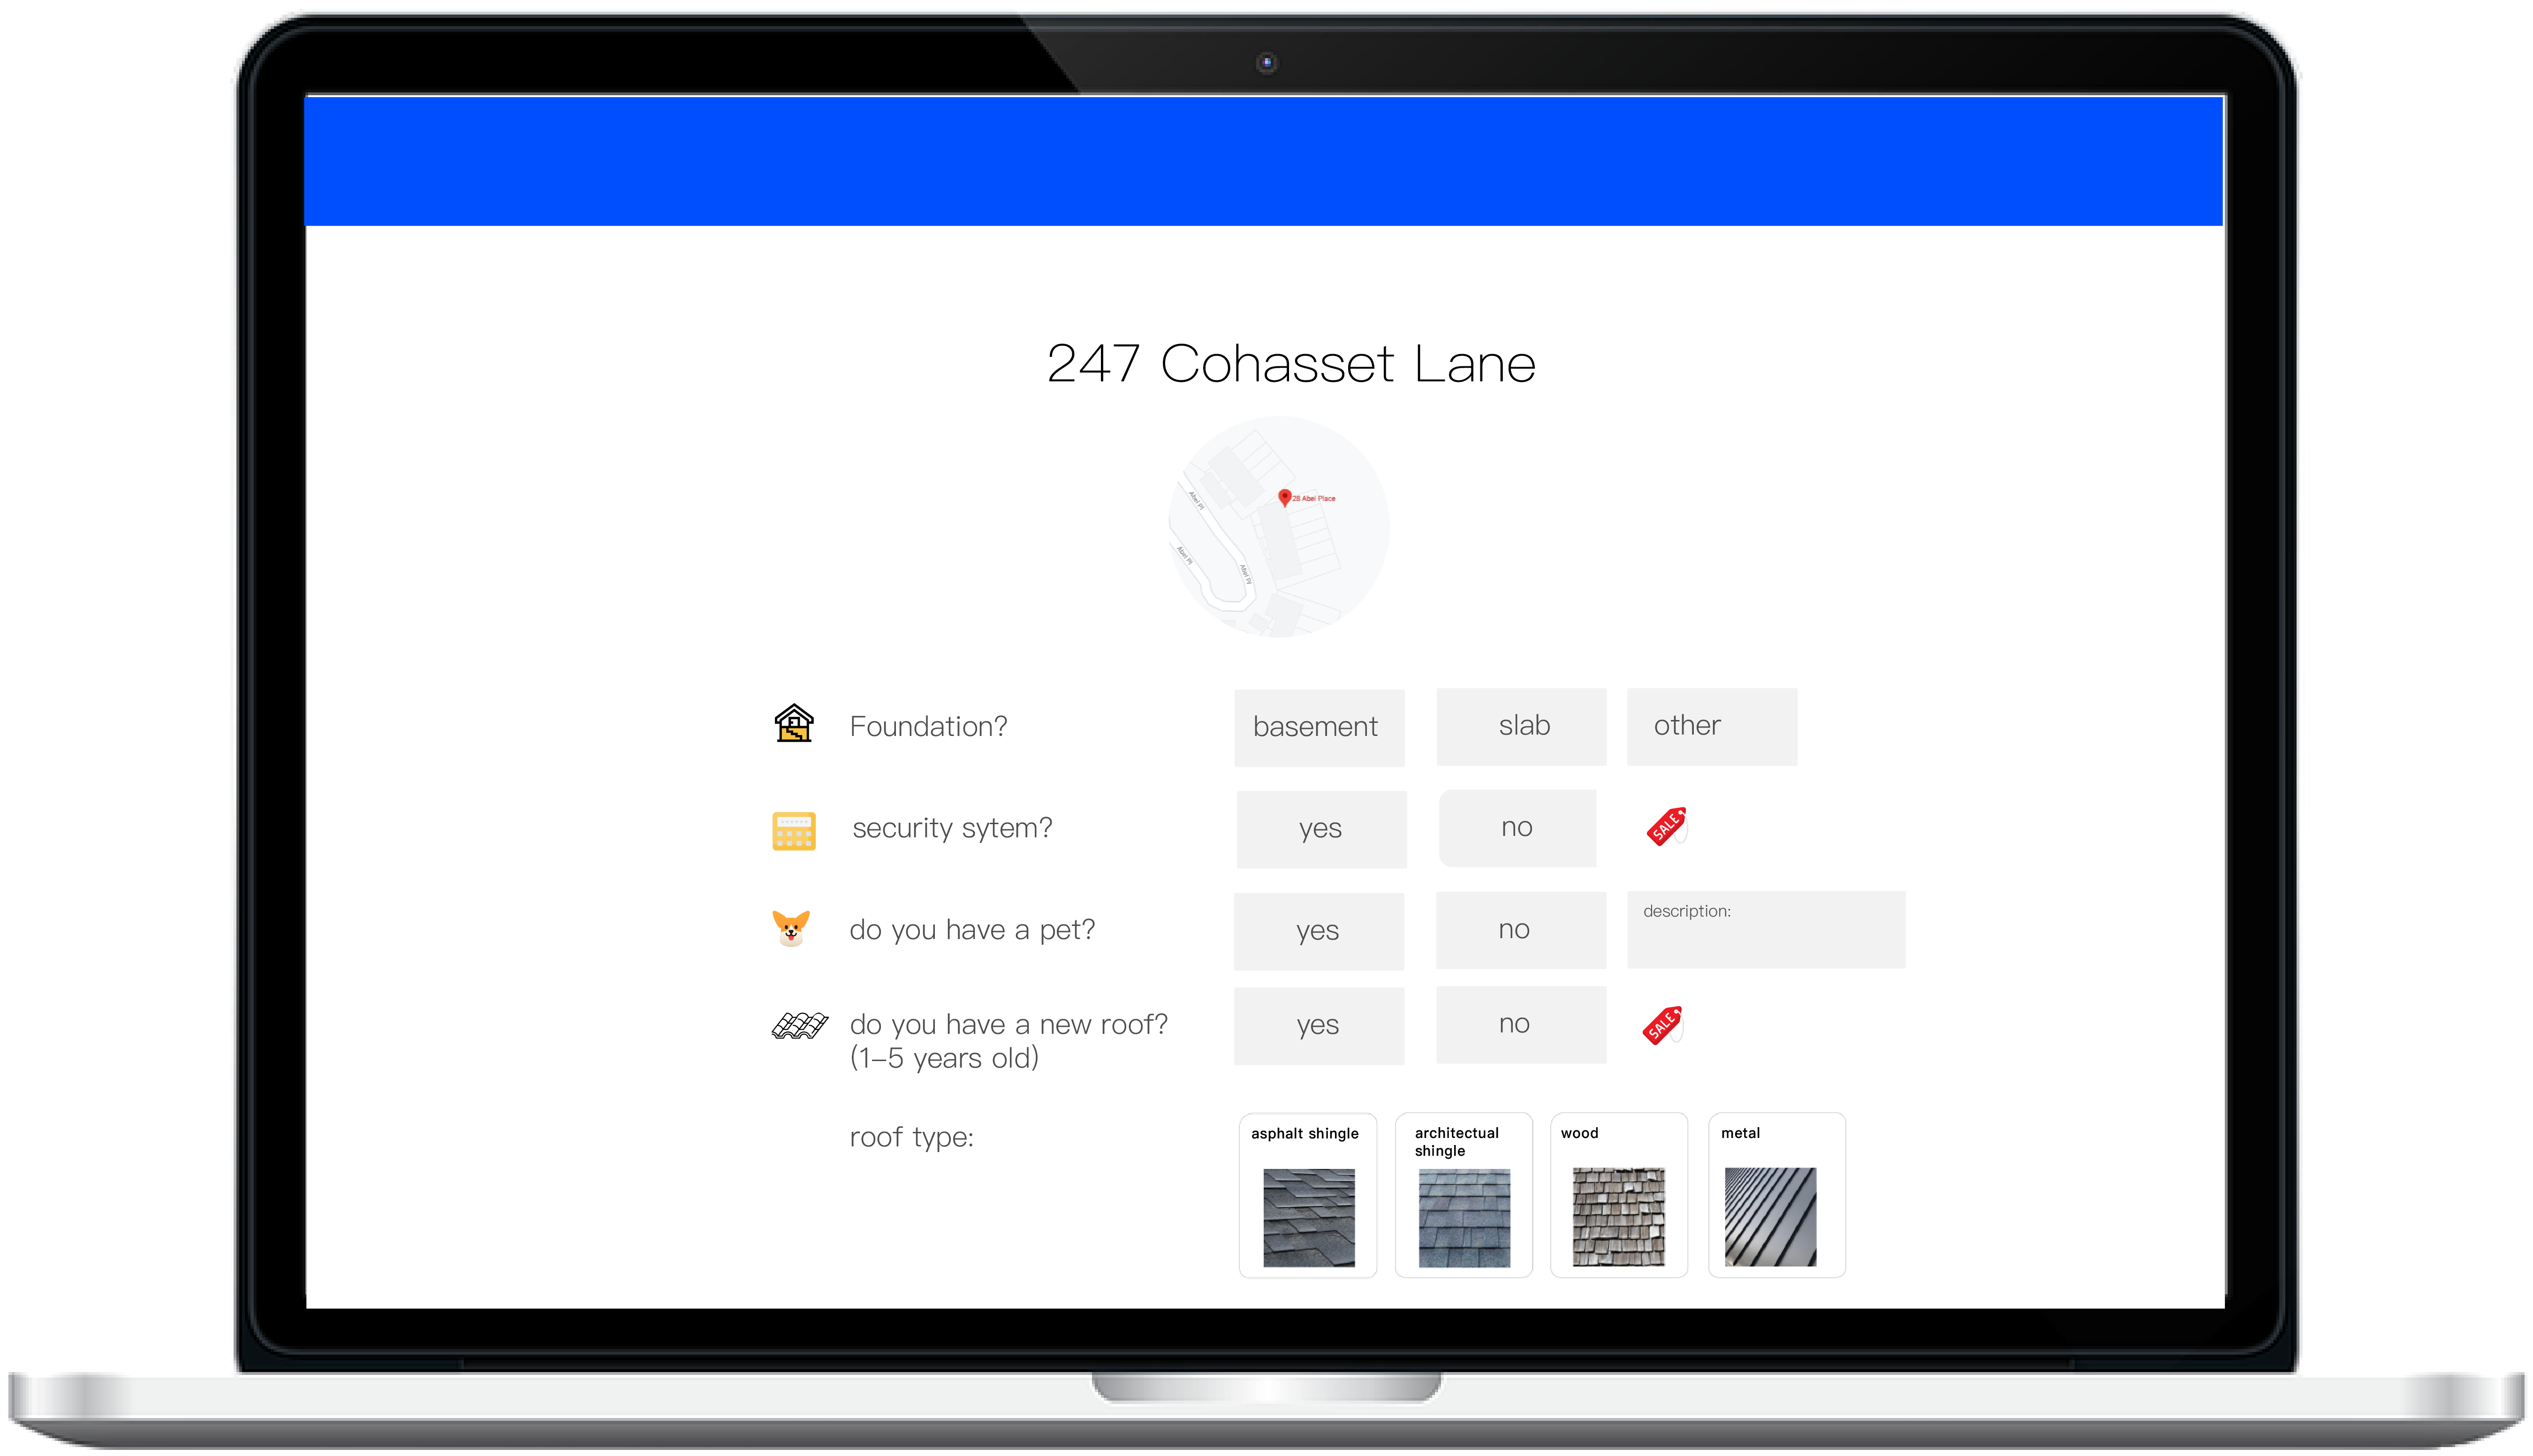 247 Cohasset Lane
28 Abel Place
Abel Pl
Abel Pl
Abel Pl
Foundation?
basement
slab
other
security sytem?
yes
no
SALE
do you have a pet?
yes
no
description:
do you have a new roof?
(1-5 years old)
yes
no
SALE
roof type:
asphalt shingle
architectual
shingle
wood
metal